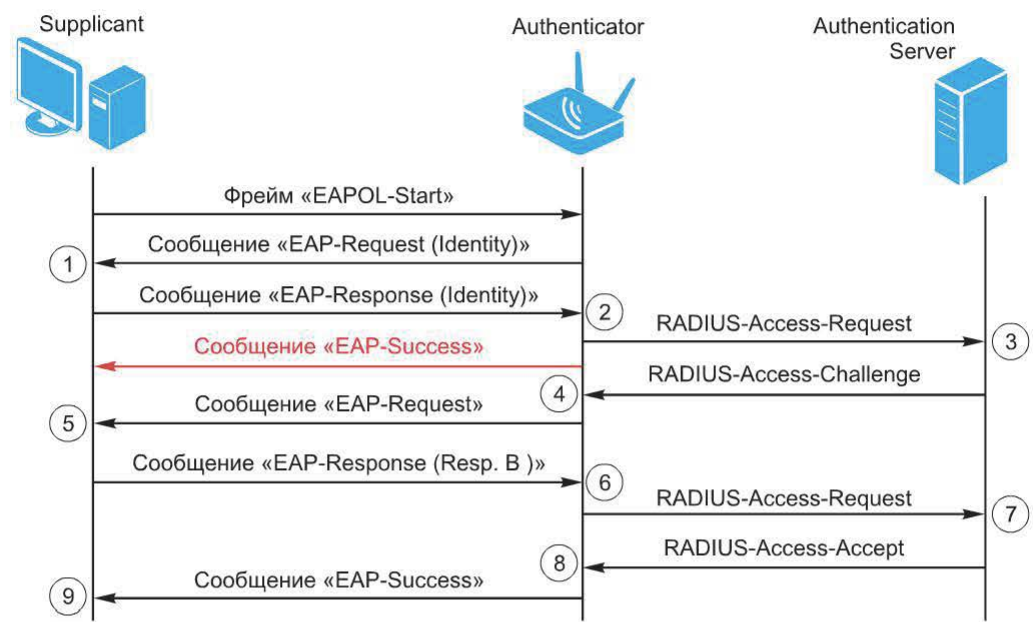 Supplicant
Authenticator
Authentication
Server
Фрейм «EAPOL-Start»
Сообщение «EAP-Request (Identity)»
1
Сообщение «EAP-Response (Identity)»
2
RADIUS-Access-Request
3
Сообщение «EAP-Success»
RADIUS-Access-Challenge
4
Сообщение «EAP-Request»
5
Сообщение «EAP-Response (Resp. B )»
6
RADIUS-Access-Request
7
RADIUS-Access-Accept
8
Сообщение «EAP-Success»
9